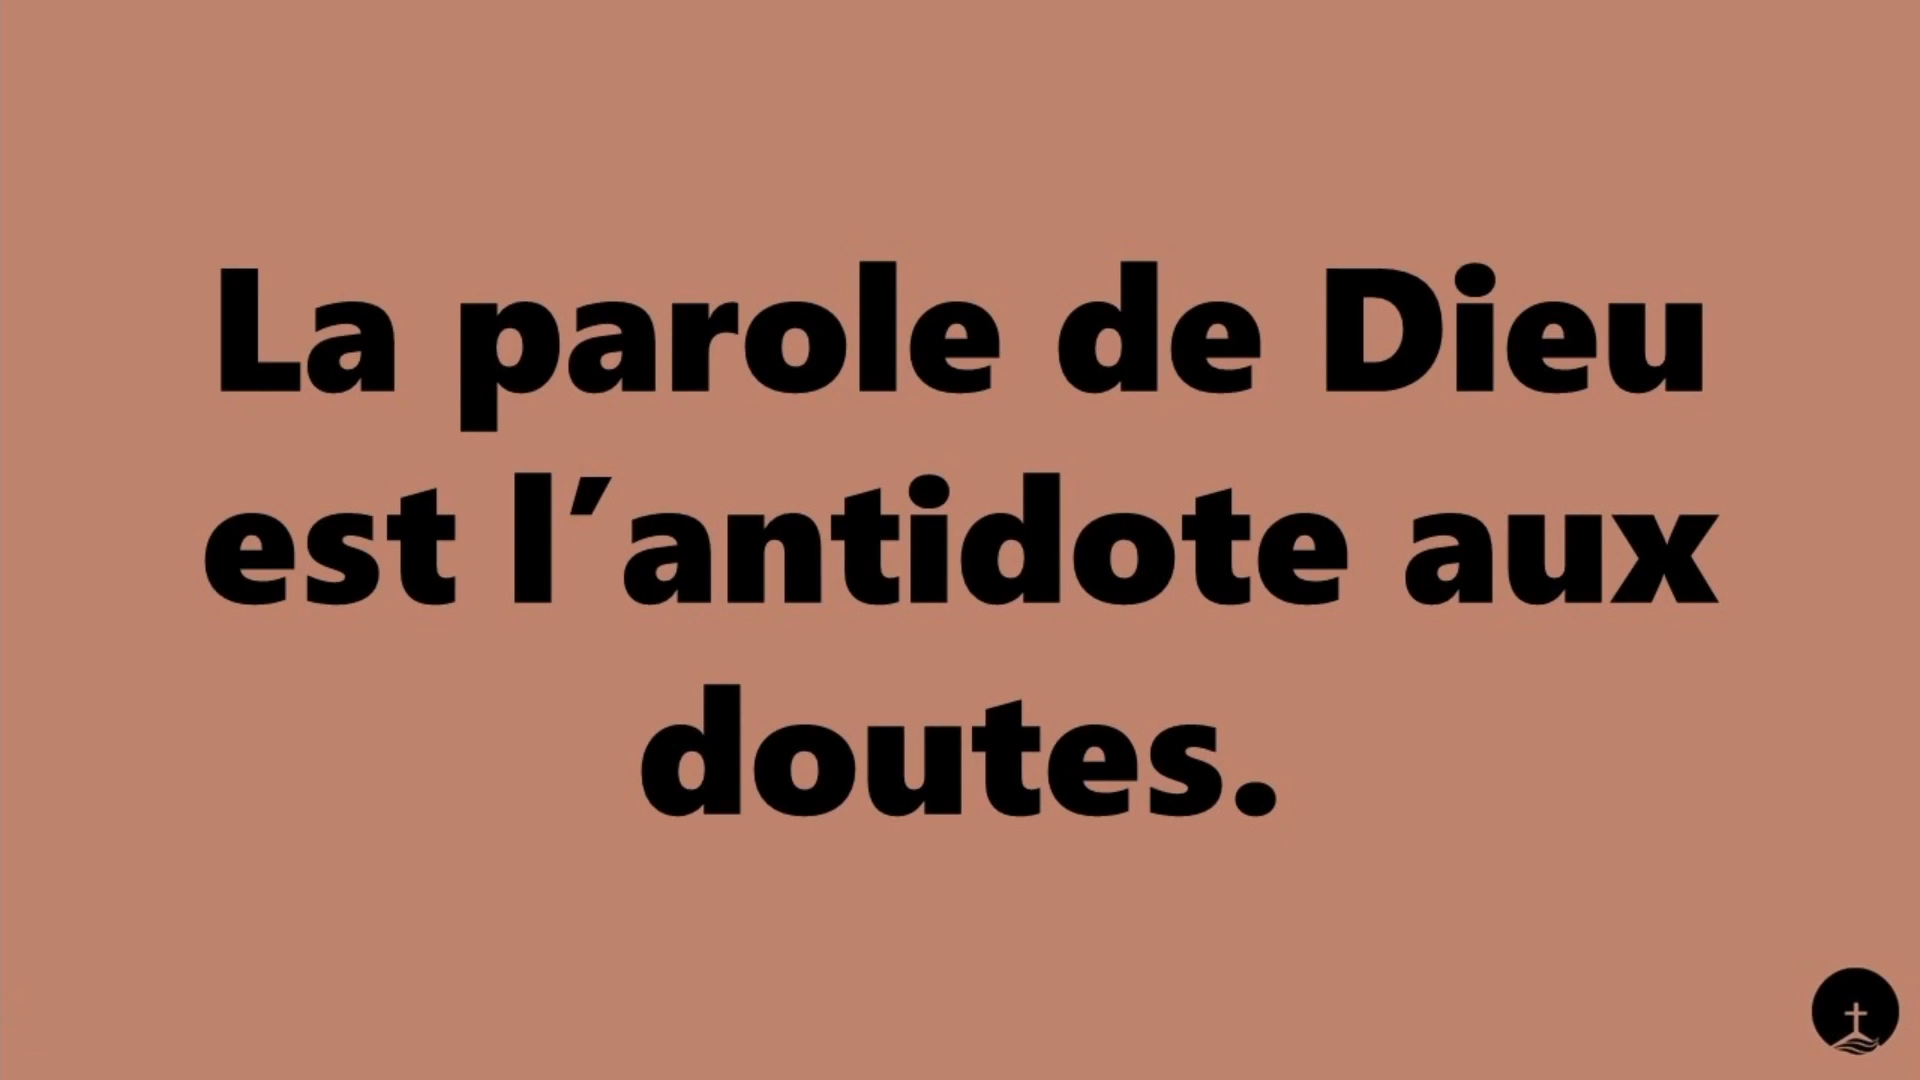 La parole de Dieu
est l’antidote aux
doutes.